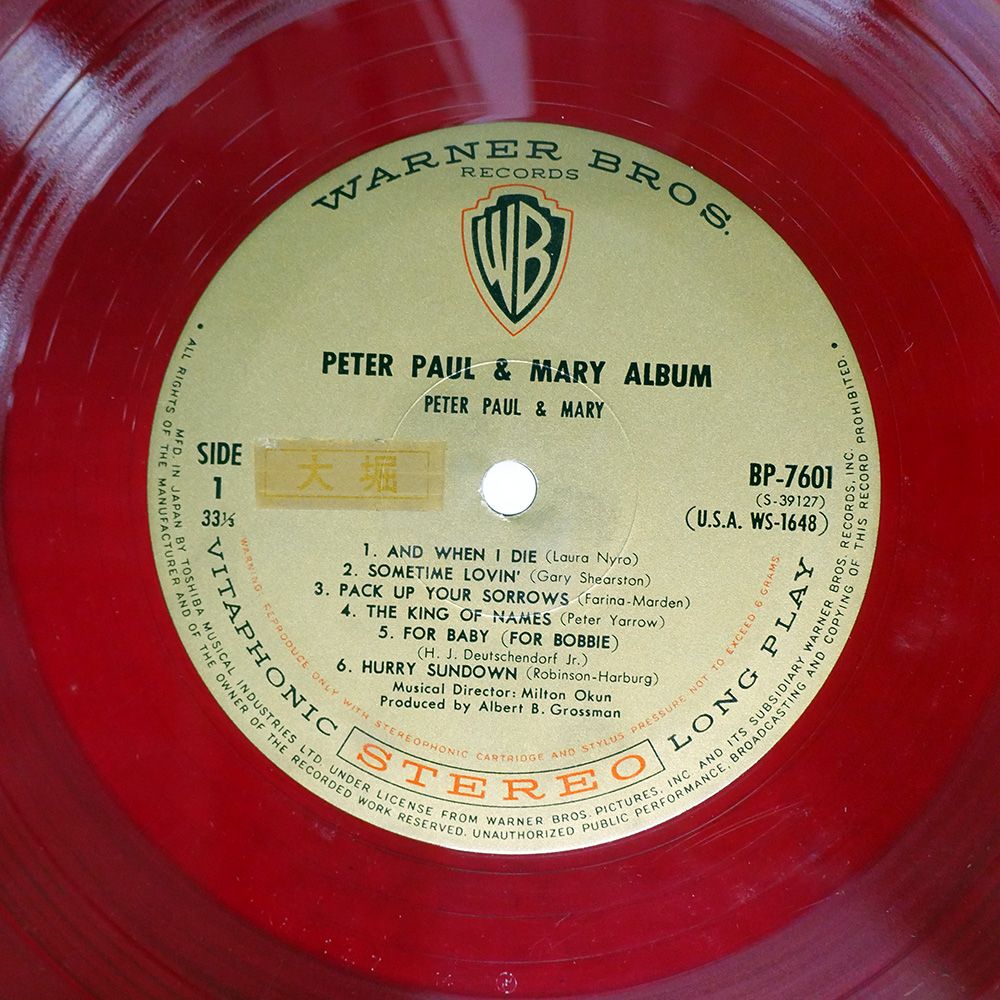 WARNER BROS.
RECORDS
WB
PETER PAUL & MARY ALBUM
PETER PAUL & MARY
SIDE
1
33⅓
大堀
BP-7601
(S-39127)
(U.S.A. WS-1648)
1. AND WHEN I DIE (Laura Nyro)
2. SOMETIME LOVIN' (Gary Shearston)
3. PACK UP YOUR SORROWS (Farina-Marden)
4. THE KING OF NAMES (Peter Yarrow)
5. FOR BABY (FOR BOBBIE)
(H. J. Deutschendorf Jr.)
6. HURRY SUNDOWN (Robinson-Harburg)
Musical Director: Milton Okun
Produced by Albert B. Grossman
WARNING: REPRODUCE ONLY WITH STEREOPHONIC CARTRIDGE AND STYLUS PRESSURE NOT TO EXCEED 6 GRAMS
VITAPHONIC STEREO LONG PLAY
MFD. IN JAPAN BY TOSHIBA MUSICAL INDUSTRIES LTD. UNDER LICENSE FROM WARNER BROS. PICTURES, INC AND ITS SUBSIDIARY WARNER BROS. RECORDS, INC.
• ALL RIGHTS OF THE MANUFACTURER AND OF THE OWNER OF THE RECORDED WORK RESERVED. UNAUTHORIZED PUBLIC PERFORMANCE, BROADCASTING AND COPYING OF THIS RECORD PROHIBITED. •